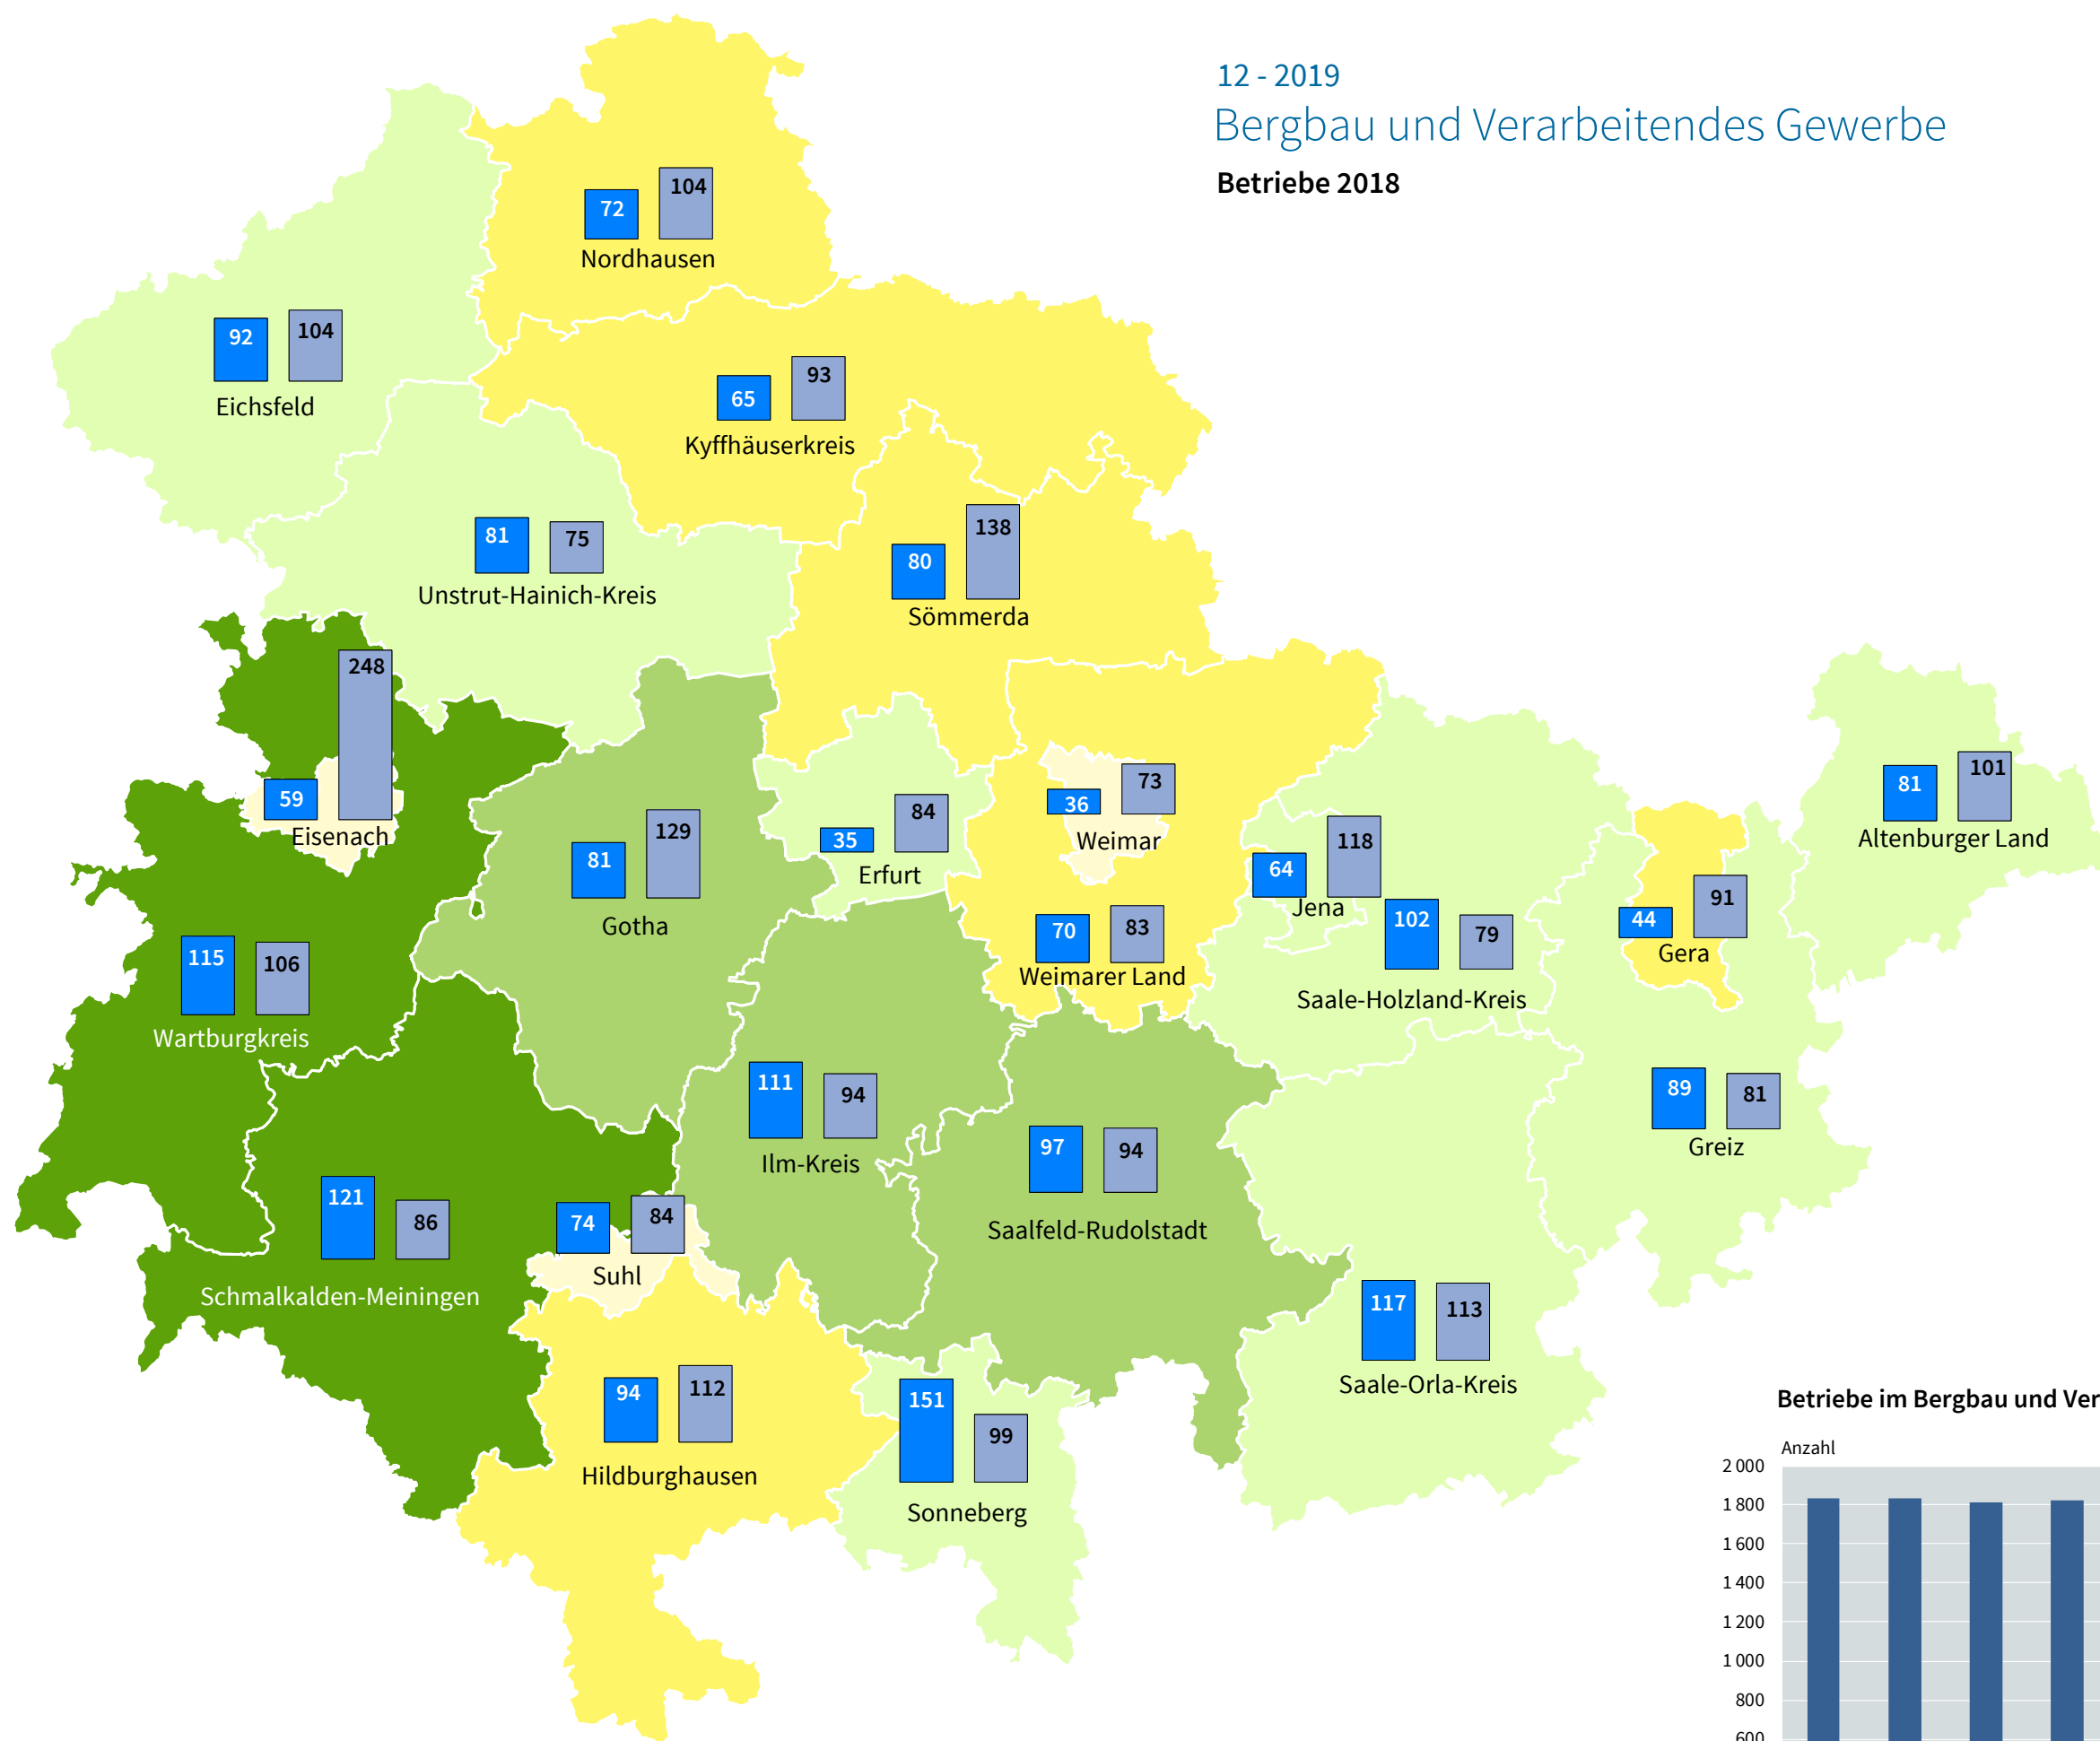 12 - 2019
Bergbau und Verarbeitendes Gewerbe
Betriebe 2018
72 104
Nordhausen
92 104
Eichsfeld
65 93
Kyffhäuserkreis
81 75
Unstrut-Hainich-Kreis
80 138
Sömmerda
59 248
Eisenach
81 129
Gotha
35 84
Erfurt
36 73
Weimar
70 83
Weimarer Land
64 118
Jena
102 79
Saale-Holzland-Kreis
44 91
Gera
81 101
Altenburger Land
115 106
Wartburgkreis
111 94
Ilm-Kreis
97 94
Saalfeld-Rudolstadt
89 81
Greiz
121 86
Schmalkalden-Meiningen
74 84
Suhl
117 113
Saale-Orla-Kreis
94 112
Hildburghausen
151 99
Sonneberg
Betriebe im Bergbau und Ver
Anzahl
2 000
1 800
1 600
1 400
1 200
1 000
800
600